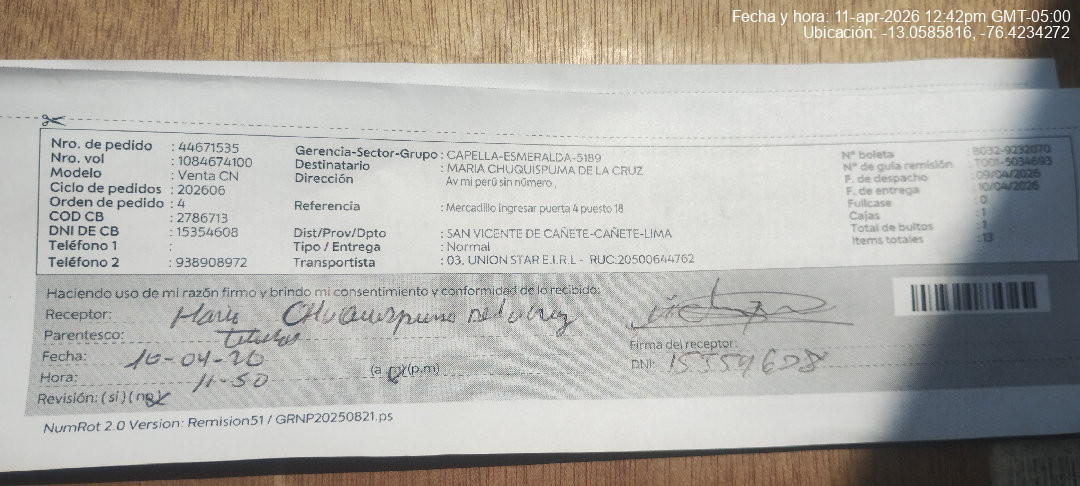 Fecha y hora: 11-apr-2026 12:42pm GMT-05:00
Ubicación: -13.0585816, -76.4234272
Nro. de pedido : 44671535
Nro. vol : 1084674100
Modelo : Venta CN
Ciclo de pedidos : 202606
Orden de pedido : 4
COD CB : 2786713
DNI DE CB : 15354608
Teléfono 1 :
Teléfono 2 : 938908972
Gerencia-Sector-Grupo : CAPELLA-ESMERALDA-5189
Destinatario : MARIA CHUQUISPUMA DE LA CRUZ
Dirección Av mi perú sin número ,
Referencia : Mercadillo ingresar puerta 4 puesto 18
Dist/Prov/Dpto : SAN VICENTE DE CAÑETE-CAÑETE-LIMA
Tipo / Entrega : Normal
Transportista : 03. UNION STAR E.I.R.L - RUC:20500644762
Nº boleta : B032-9232070
Nº de guía remisión : T001-5034693
F. de despacho : 09/04/2026
F. de entrega : 10/04/2026
Fullcase : 0
Cajas : 1
Total de bultos : 1
Items totales : 13
Haciendo uso de mi razón firmo y brindo mi consentimiento y conformidad de lo recibido:
Receptor: Maria Chuquispuma de la cruz
Parentesco: titular
Fecha: 10-04-26
Hora: 11-50 (a.m)(p.m)
Revisión: (si) (no)
Firma del receptor:
DNI: 15354608
NumRot 2.0 Version: Remision51 / GRNP20250821.ps